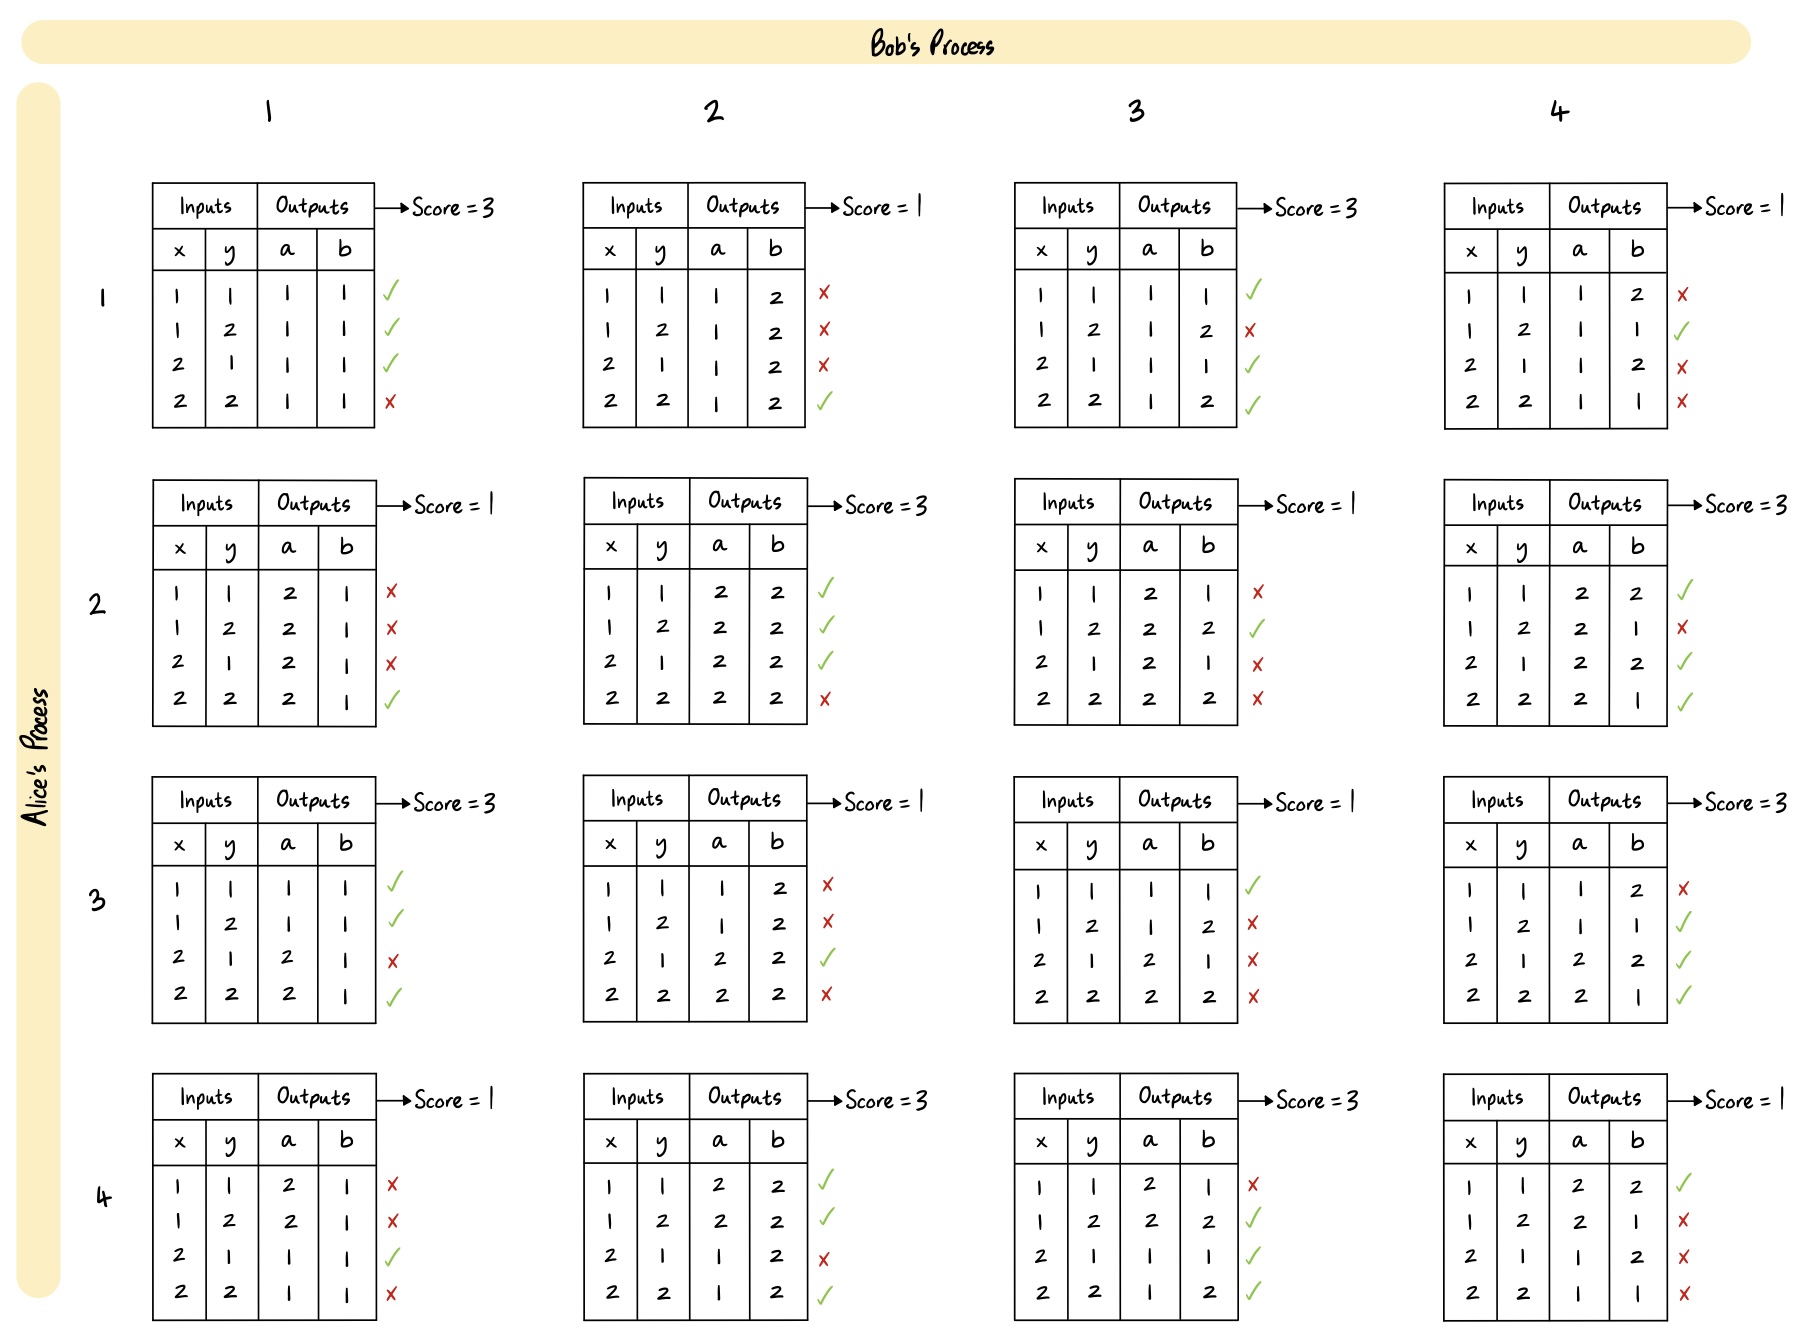 Bob's Process
Alice's Process
1 2 3 4
1
Inputs Outputs → Score = 3
x y a b
1 1 1 1 ✓
1 2 1 1 ✓
2 1 1 1 ✓
2 2 1 1 ✗
Inputs Outputs → Score = 1
x y a b
1 1 1 2 ✗
1 2 1 2 ✗
2 1 1 2 ✗
2 2 1 2 ✓
Inputs Outputs → Score = 3
x y a b
1 1 1 1 ✓
1 2 1 2 ✗
2 1 1 1 ✓
2 2 1 2 ✓
Inputs Outputs → Score = 1
x y a b
1 1 1 2 ✗
1 2 1 1 ✓
2 1 1 2 ✗
2 2 1 1 ✗
2
Inputs Outputs → Score = 1
x y a b
1 1 2 1 ✗
1 2 2 1 ✗
2 1 2 1 ✗
2 2 2 1 ✓
Inputs Outputs → Score = 3
x y a b
1 1 2 2 ✓
1 2 2 2 ✓
2 1 2 2 ✓
2 2 2 2 ✗
Inputs Outputs → Score = 1
x y a b
1 1 2 1 ✗
1 2 2 2 ✓
2 1 2 1 ✗
2 2 2 2 ✗
Inputs Outputs → Score = 3
x y a b
1 1 2 2 ✓
1 2 2 1 ✗
2 1 2 2 ✓
2 2 2 1 ✓
3
Inputs Outputs → Score = 3
x y a b
1 1 1 1 ✓
1 2 1 1 ✓
2 1 2 1 ✗
2 2 2 1 ✓
Inputs Outputs → Score = 1
x y a b
1 1 1 2 ✗
1 2 1 2 ✗
2 1 2 2 ✓
2 2 2 2 ✗
Inputs Outputs → Score = 1
x y a b
1 1 1 1 ✓
1 2 1 2 ✗
2 1 2 1 ✗
2 2 2 2 ✗
Inputs Outputs → Score = 3
x y a b
1 1 1 2 ✗
1 2 1 1 ✓
2 1 2 2 ✓
2 2 2 1 ✓
4
Inputs Outputs → Score = 1
x y a b
1 1 2 1 ✗
1 2 2 1 ✗
2 1 1 1 ✓
2 2 1 1 ✗
Inputs Outputs → Score = 3
x y a b
1 1 2 2 ✓
1 2 2 2 ✓
2 1 1 2 ✗
2 2 1 2 ✓
Inputs Outputs → Score = 3
x y a b
1 1 2 1 ✗
1 2 2 2 ✓
2 1 1 1 ✓
2 2 1 2 ✓
Inputs Outputs → Score = 1
x y a b
1 1 2 2 ✓
1 2 2 1 ✗
2 1 1 2 ✗
2 2 1 1 ✗